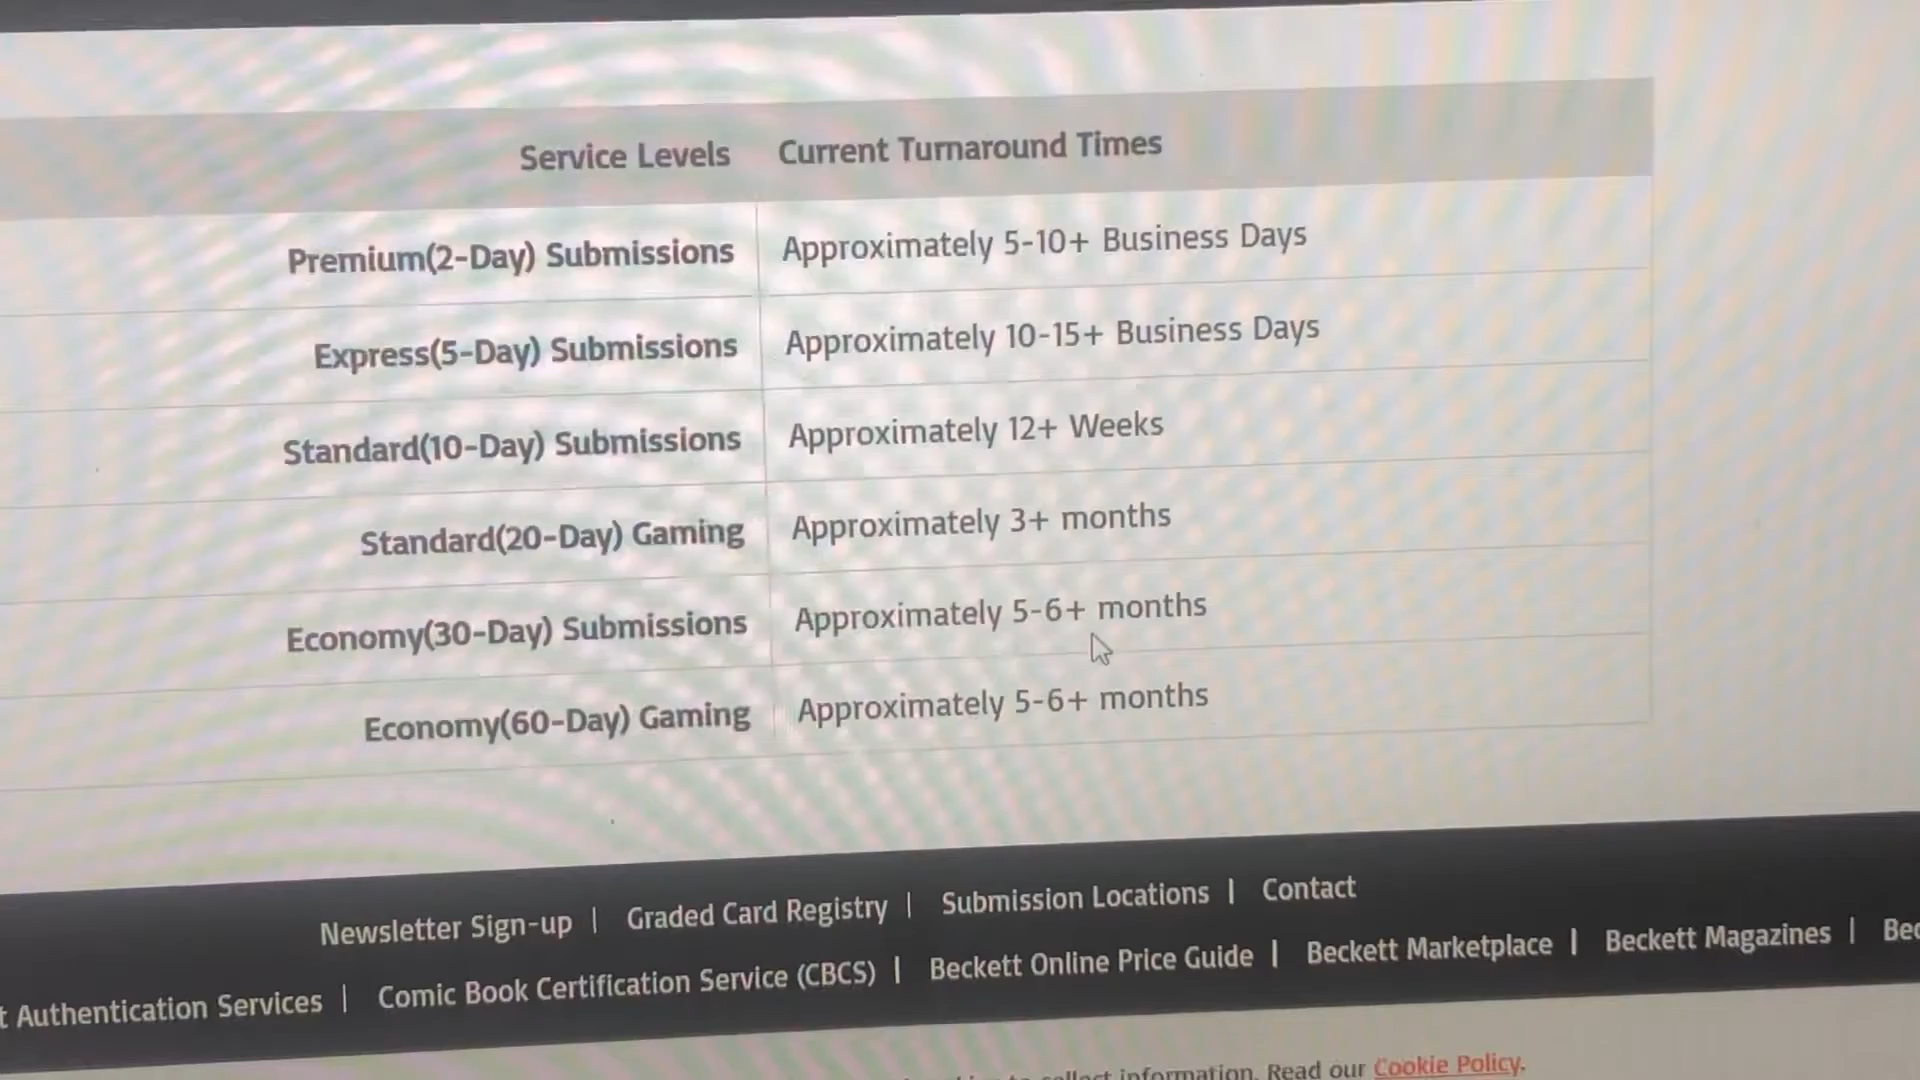 Service Levels Current Turnaround Times
Premium(2-Day) Submissions Approximately 5-10+ Business Days
Express(5-Day) Submissions Approximately 10-15+ Business Days
Standard(10-Day) Submissions Approximately 12+ Weeks
Standard(20-Day) Gaming Approximately 3+ months
Economy(30-Day) Submissions Approximately 5-6+ months
Economy(60-Day) Gaming Approximately 5-6+ months
Newsletter Sign-up | Graded Card Registry | Submission Locations | Contact
t Authentication Services | Comic Book Certification Service (CBCS) | Beckett Online Price Guide | Beckett Marketplace | Beckett Magazines | Bec
information. Read our Cookie Policy.